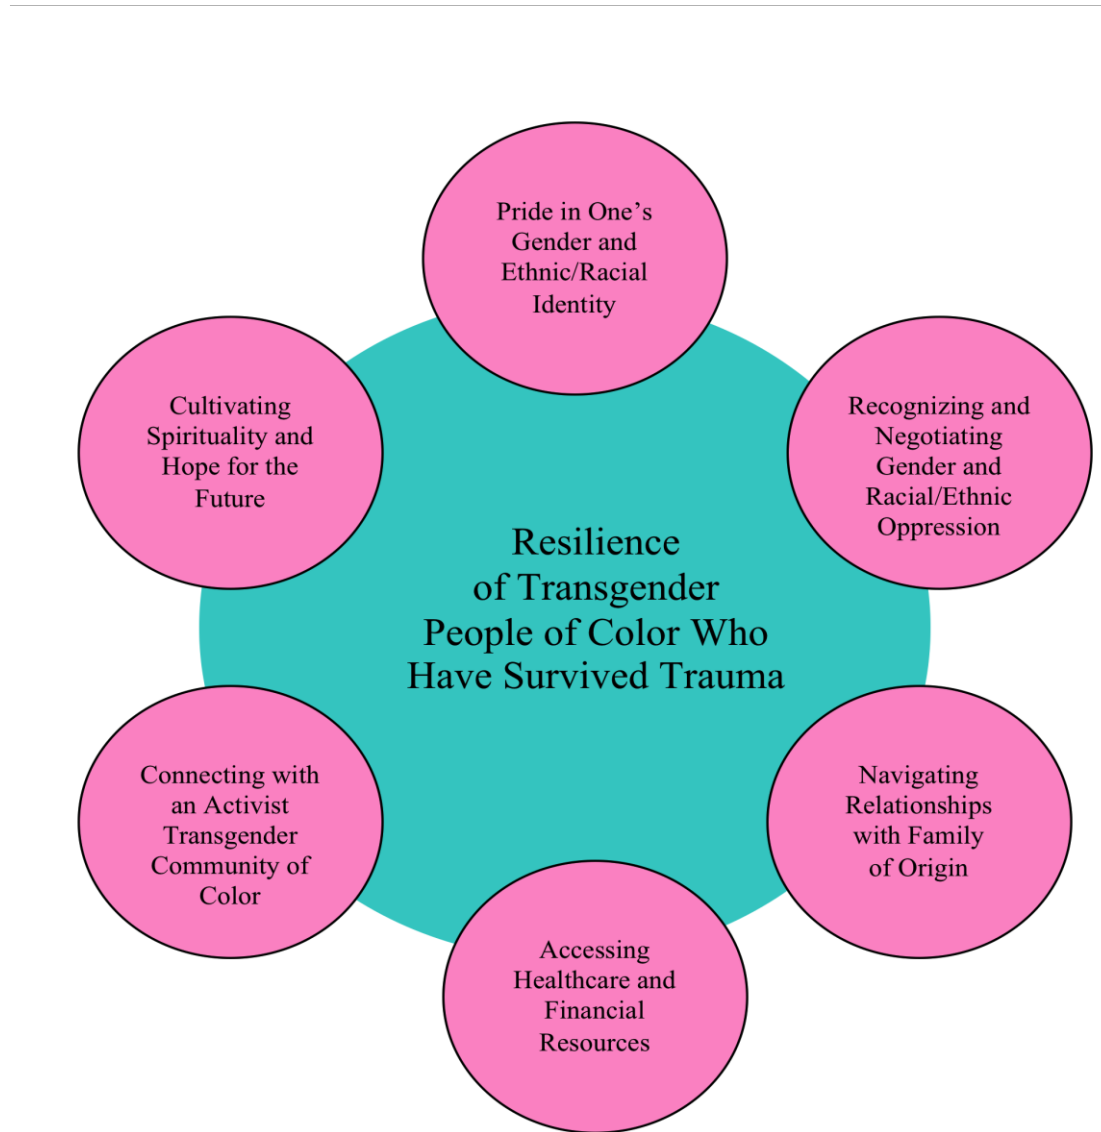 Pride in One’s
Gender and
Ethnic/Racial
Identity
Recognizing and
Negotiating
Gender and
Racial/Ethnic
Oppression
Navigating
Relationships
with Family
of Origin
Accessing
Healthcare and
Financial
Resources
Connecting with
an Activist
Transgender
Community of
Color
Cultivating
Spirituality and
Hope for the
Future
Resilience
of Transgender
People of Color Who
Have Survived Trauma